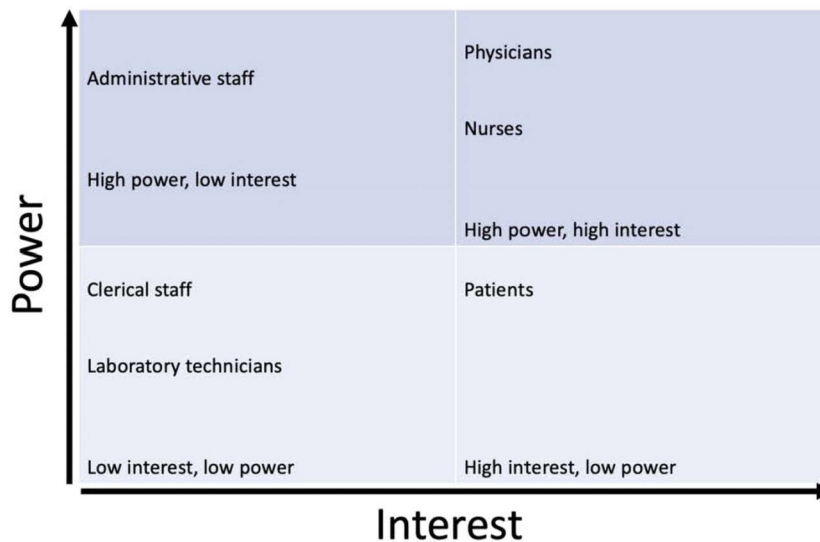 Power
Administrative staff
High power, low interest
Physicians
Nurses
High power, high interest
Clerical staff
Laboratory technicians
Low interest, low power
Patients
High interest, low power
Interest